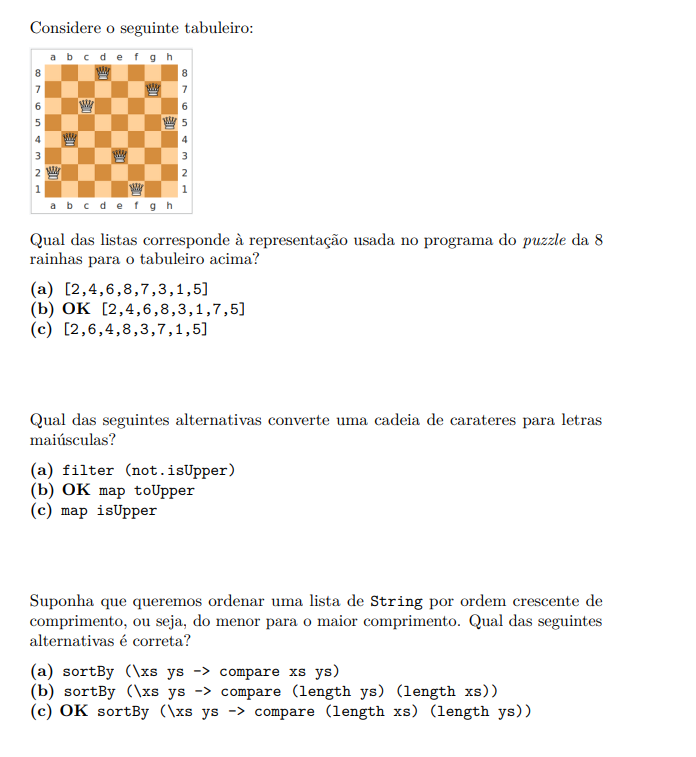 Considere o seguinte tabuleiro:
a b c d e f g h
8 8
7 7
6 6
5 5
4 4
3 3
2 2
1 1
a b c d e f g h
Qual das listas corresponde à representação usada no programa do puzzle da 8
rainhas para o tabuleiro acima?
(a) [2,4,6,8,7,3,1,5]
(b) OK [2,4,6,8,3,1,7,5]
(c) [2,6,4,8,3,7,1,5]
Qual das seguintes alternativas converte uma cadeia de carateres para letras
maiúsculas?
(a) filter (not.isUpper)
(b) OK map toUpper
(c) map isUpper
Suponha que queremos ordenar uma lista de String por ordem crescente de
comprimento, ou seja, do menor para o maior comprimento. Qual das seguintes
alternativas é correta?
(a) sortBy (\xs ys -> compare xs ys)
(b) sortBy (\xs ys -> compare (length ys) (length xs))
(c) OK sortBy (\xs ys -> compare (length xs) (length ys))